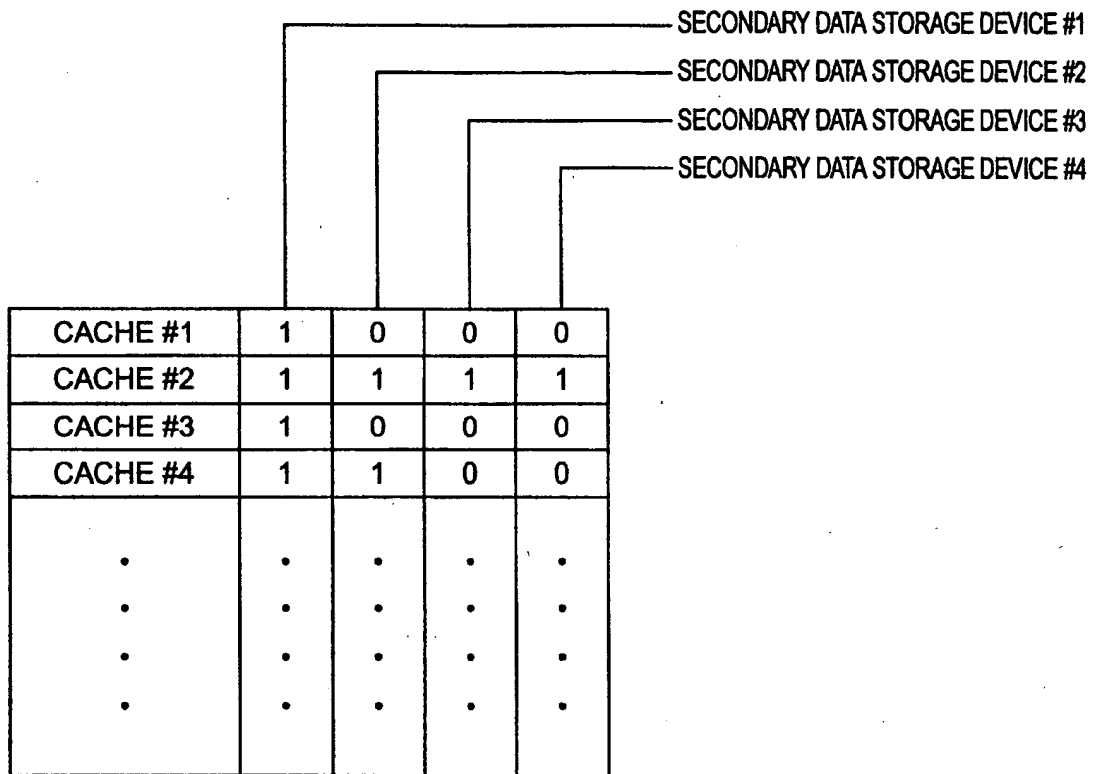 SECONDARY DATA STORAGE DEVICE #1
SECONDARY DATA STORAGE DEVICE #2
SECONDARY DATA STORAGE DEVICE #3
SECONDARY DATA STORAGE DEVICE #4
CACHE #1 1 0 0 0
CACHE #2 1 1 1 1
CACHE #3 1 0 0 0
CACHE #4 1 1 0 0